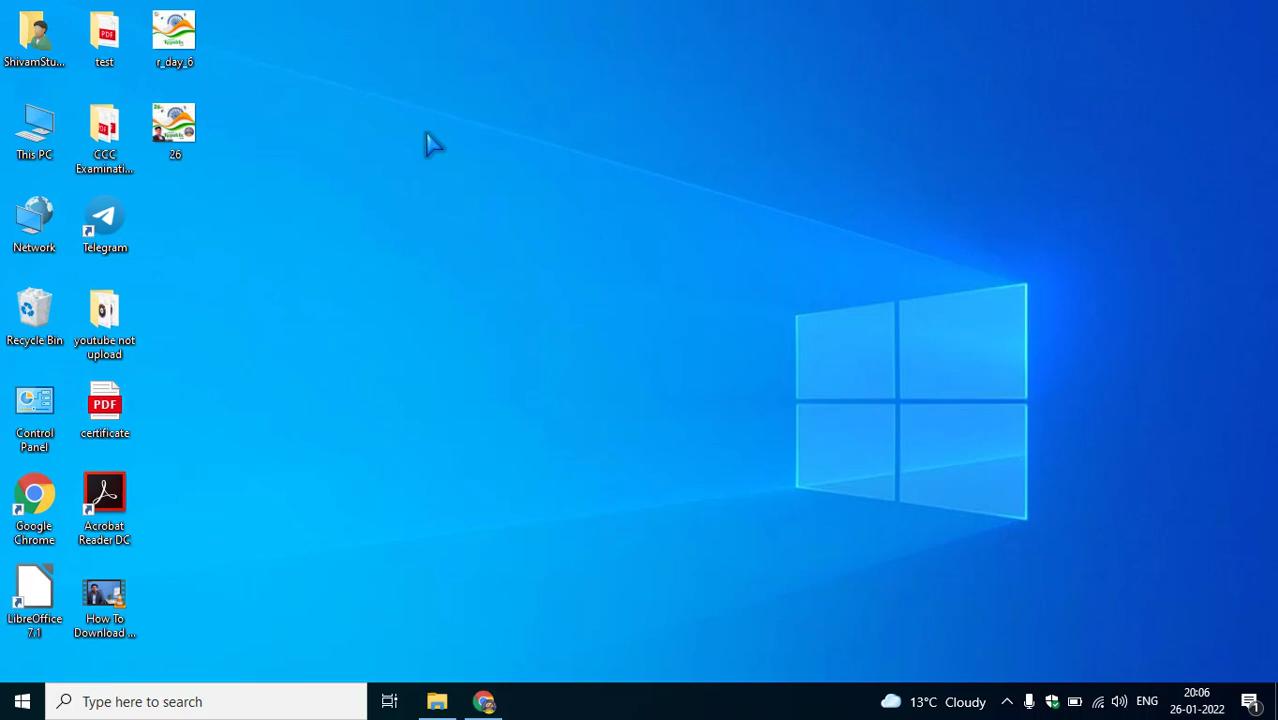 ShivamStu...
test
r_day_6
This PC
CCC
Examinati...
26
Network
Telegram
Recycle Bin
youtube not
upload
Control
Panel
PDF
certificate
Google
Chrome
Acrobat
Reader DC
LibreOffice
7.1
How To
Download ...
Type here to search
13°C Cloudy
ENG
20:06
26-01-2022
1